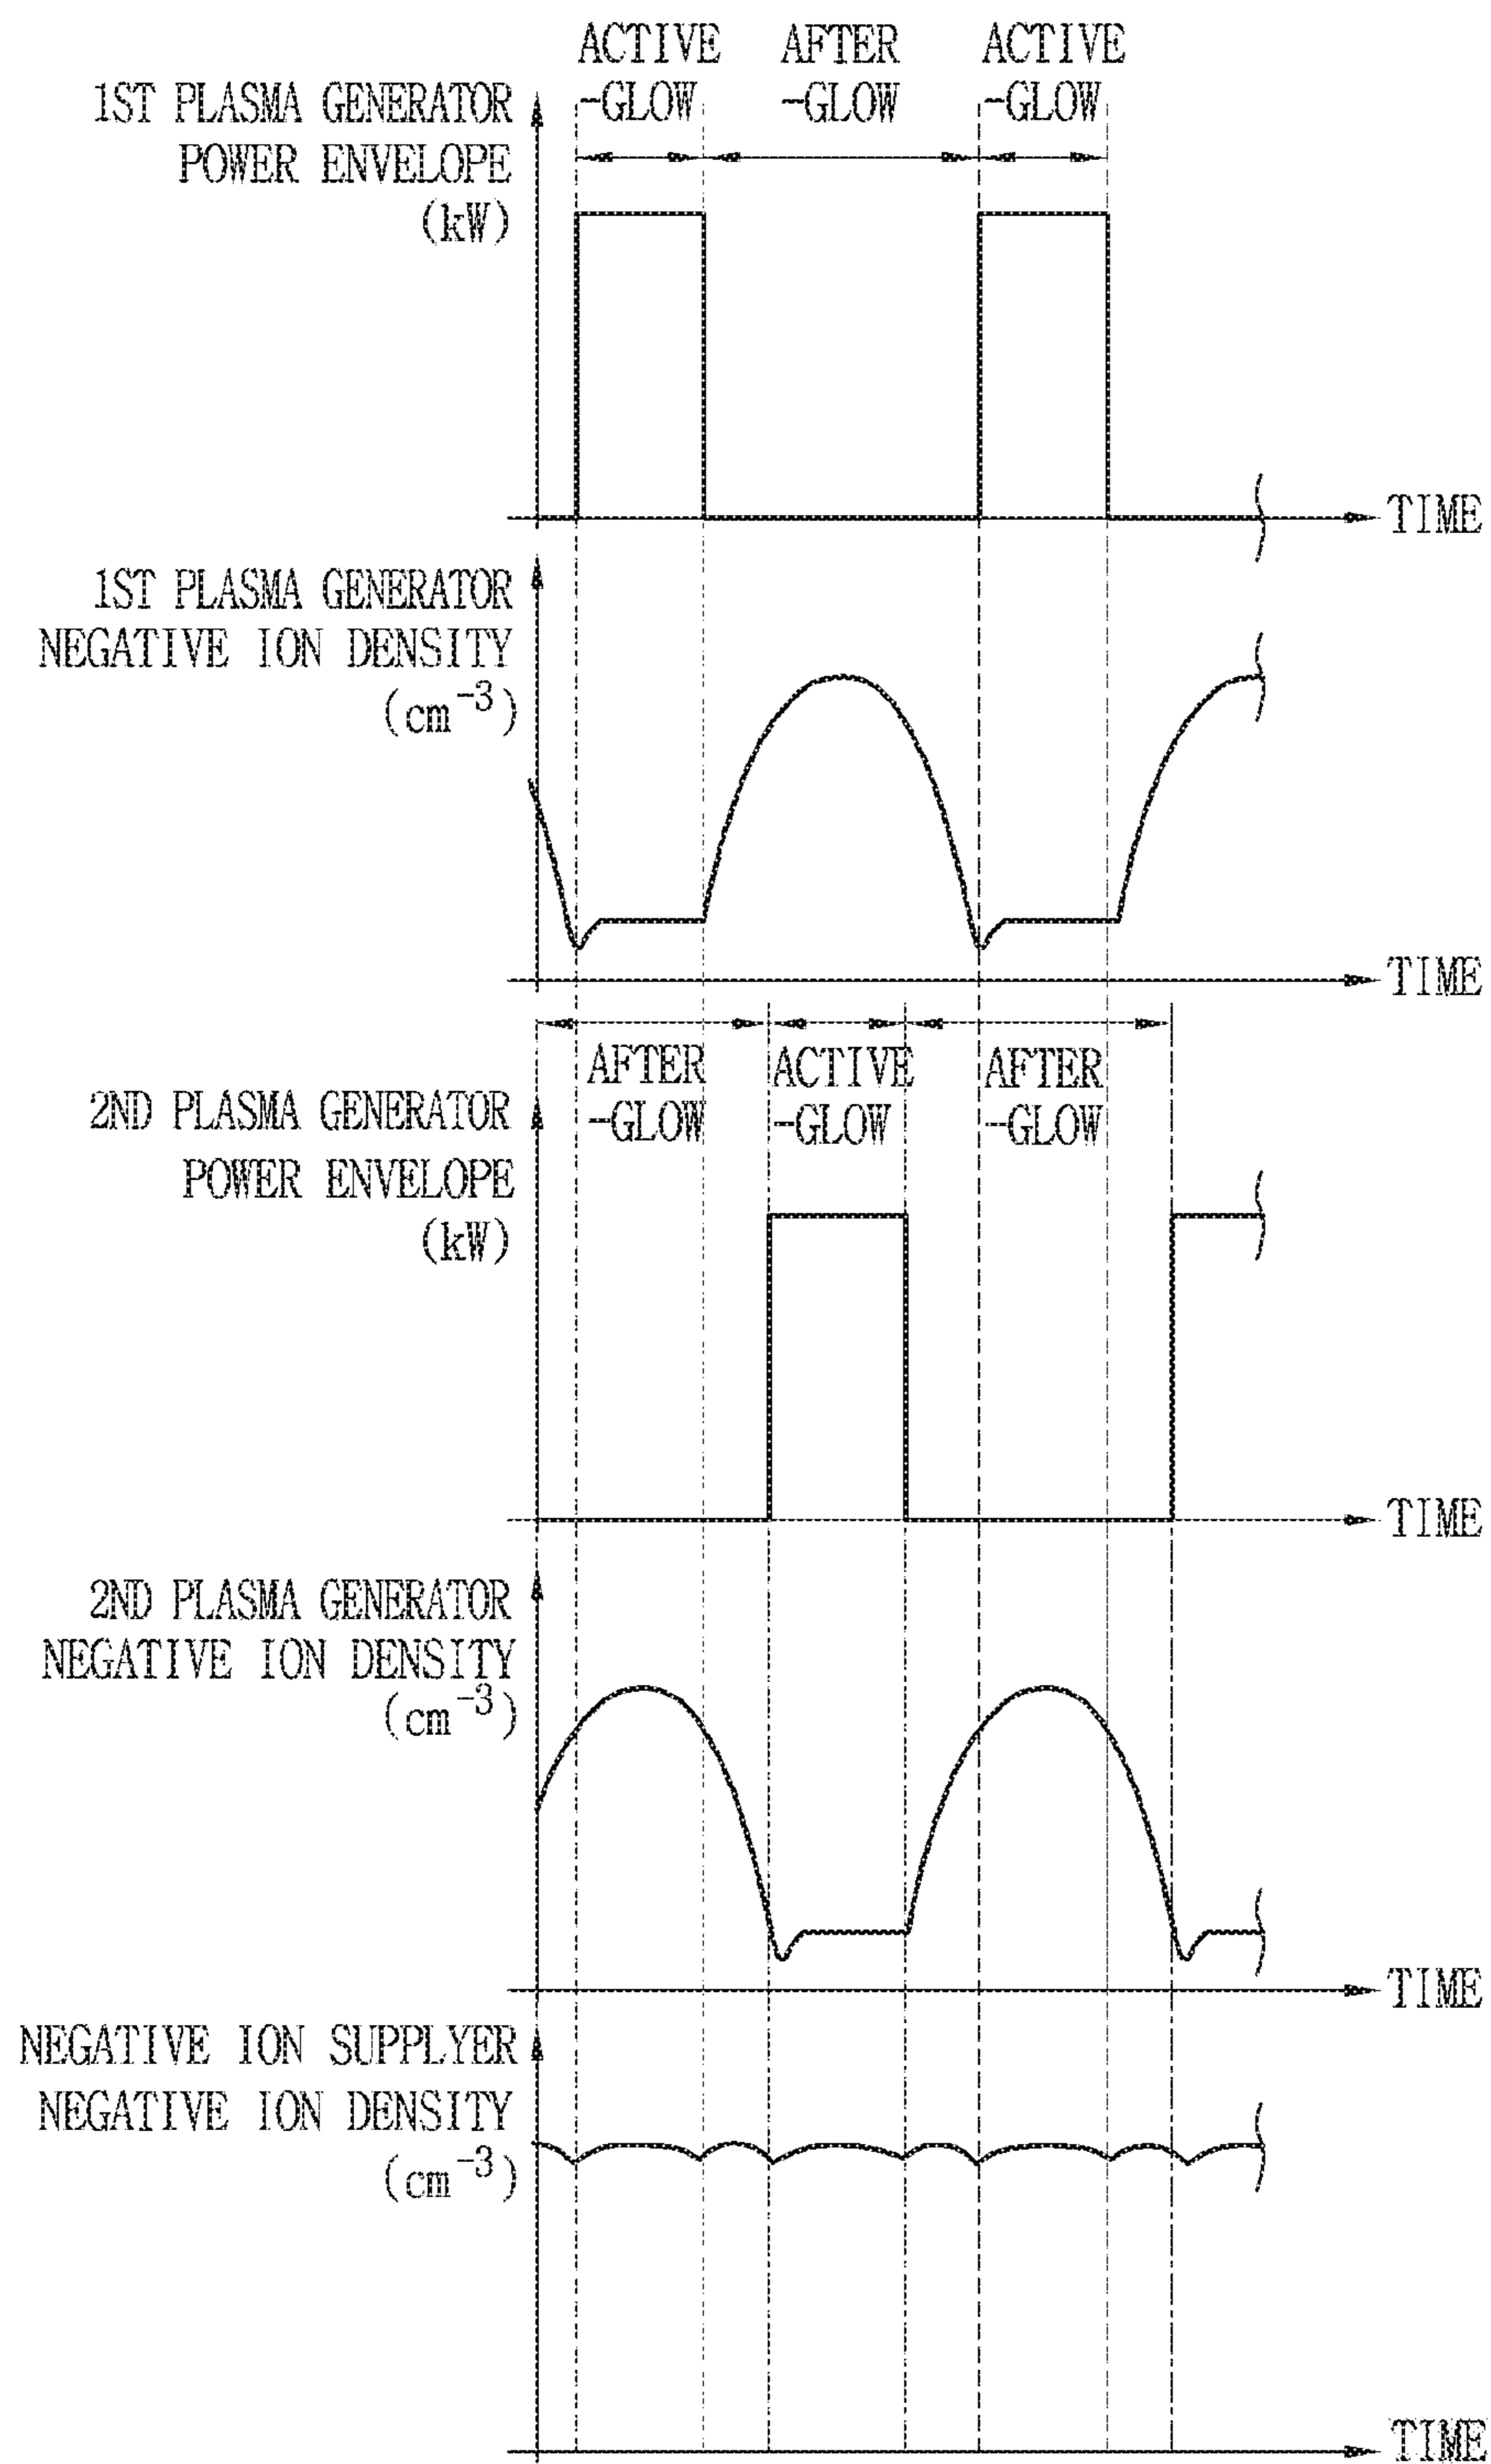 ACTIVE
-GLOW
AFTER
-GLOW
ACTIVE
-GLOW
1ST PLASMA GENERATOR
POWER ENVELOPE
(kW)
TIME
1ST PLASMA GENERATOR
NEGATIVE ION DENSITY
(cm⁻³)
TIME
AFTER
-GLOW
ACTIVE
-GLOW
AFTER
-GLOW
2ND PLASMA GENERATOR
POWER ENVELOPE
(kW)
TIME
2ND PLASMA GENERATOR
NEGATIVE ION DENSITY
(cm⁻³)
TIME
NEGATIVE ION SUPPLYER
NEGATIVE ION DENSITY
(cm⁻³)
TIME